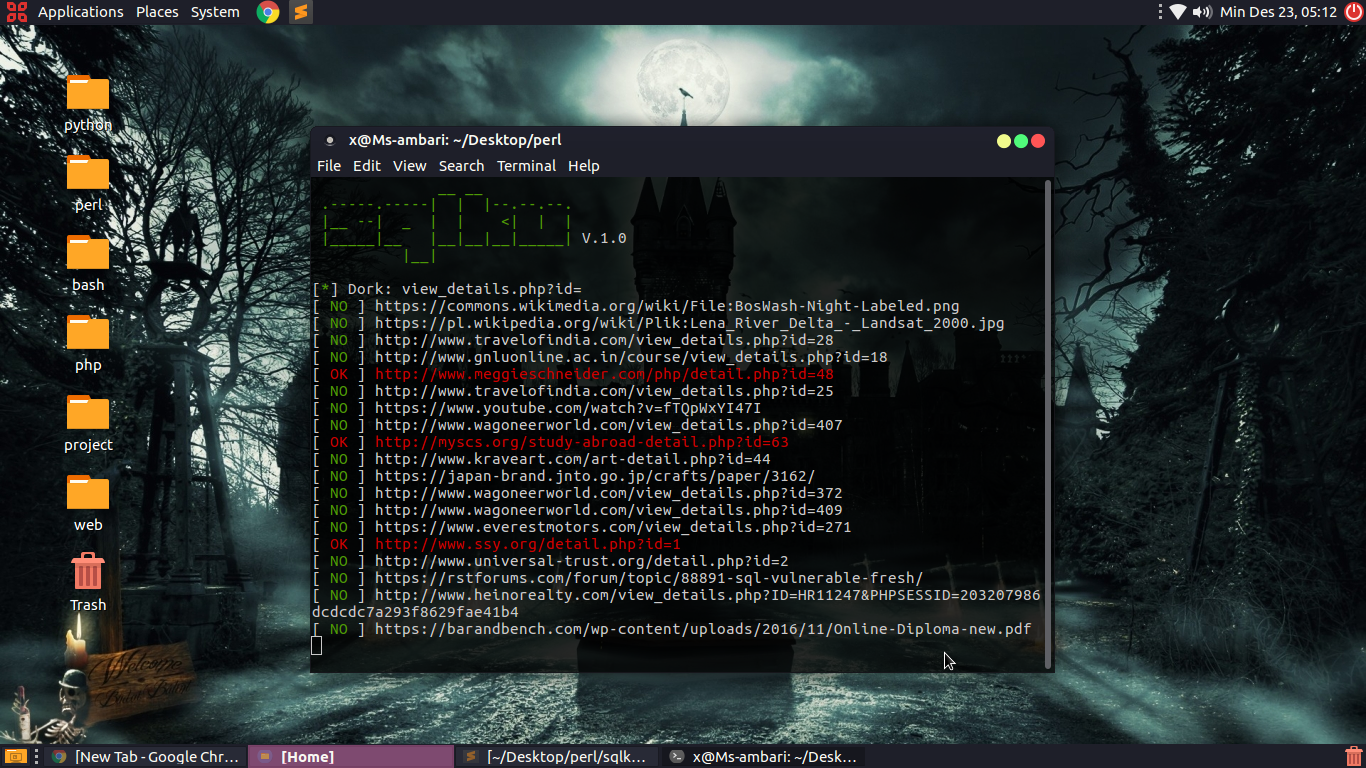 Applications Places System
Min Des 23, 05:12
python
perl
bash
php
project
web
Trash
Welcome
x@Ms-ambari: ~/Desktop/perl
File Edit View Search Terminal Help
V.1.0
[*] Dork: view_details.php?id=
[ NO ] https://commons.wikimedia.org/wiki/File:BosWash-Night-Labeled.png
[ NO ] https://pl.wikipedia.org/wiki/Plik:Lena_River_Delta_-_Landsat_2000.jpg
[ NO ] http://www.travelofindia.com/view_details.php?id=28
[ NO ] http://www.gnluonline.ac.in/course/view_details.php?id=18
[ OK ] http://www.meggieschneider.com/php/detail.php?id=48
[ NO ] http://www.travelofindia.com/view_details.php?id=25
[ NO ] https://www.youtube.com/watch?v=fTQpWxYI47I
[ NO ] http://www.wagoneerworld.com/view_details.php?id=407
[ OK ] http://myscs.org/study-abroad-detail.php?id=63
[ NO ] http://www.kraveart.com/art-detail.php?id=44
[ NO ] https://japan-brand.jnto.go.jp/crafts/paper/3162/
[ NO ] http://www.wagoneerworld.com/view_details.php?id=372
[ NO ] http://www.wagoneerworld.com/view_details.php?id=409
[ NO ] http://www.everestmotors.com/view_details.php?id=271
[ OK ] http://www.ssy.org/detail.php?id=1
[ NO ] http://www.universal-trust.org/detail.php?id=2
[ NO ] https://rstforums.com/forum/topic/88891-sql-vulnerable-fresh/
[ NO ] http://www.heinorealty.com/view_details.php?ID=HR11247&PHPSESSID=203207986
dcdcdc7a293f8629fae41b4
[ NO ] https://barandbench.com/wp-content/uploads/2016/11/Online-Diploma-new.pdf
[New Tab - Google Chr...
[Home]
[~/Desktop/perl/sqlk...
x@Ms-ambari: ~/Desk...